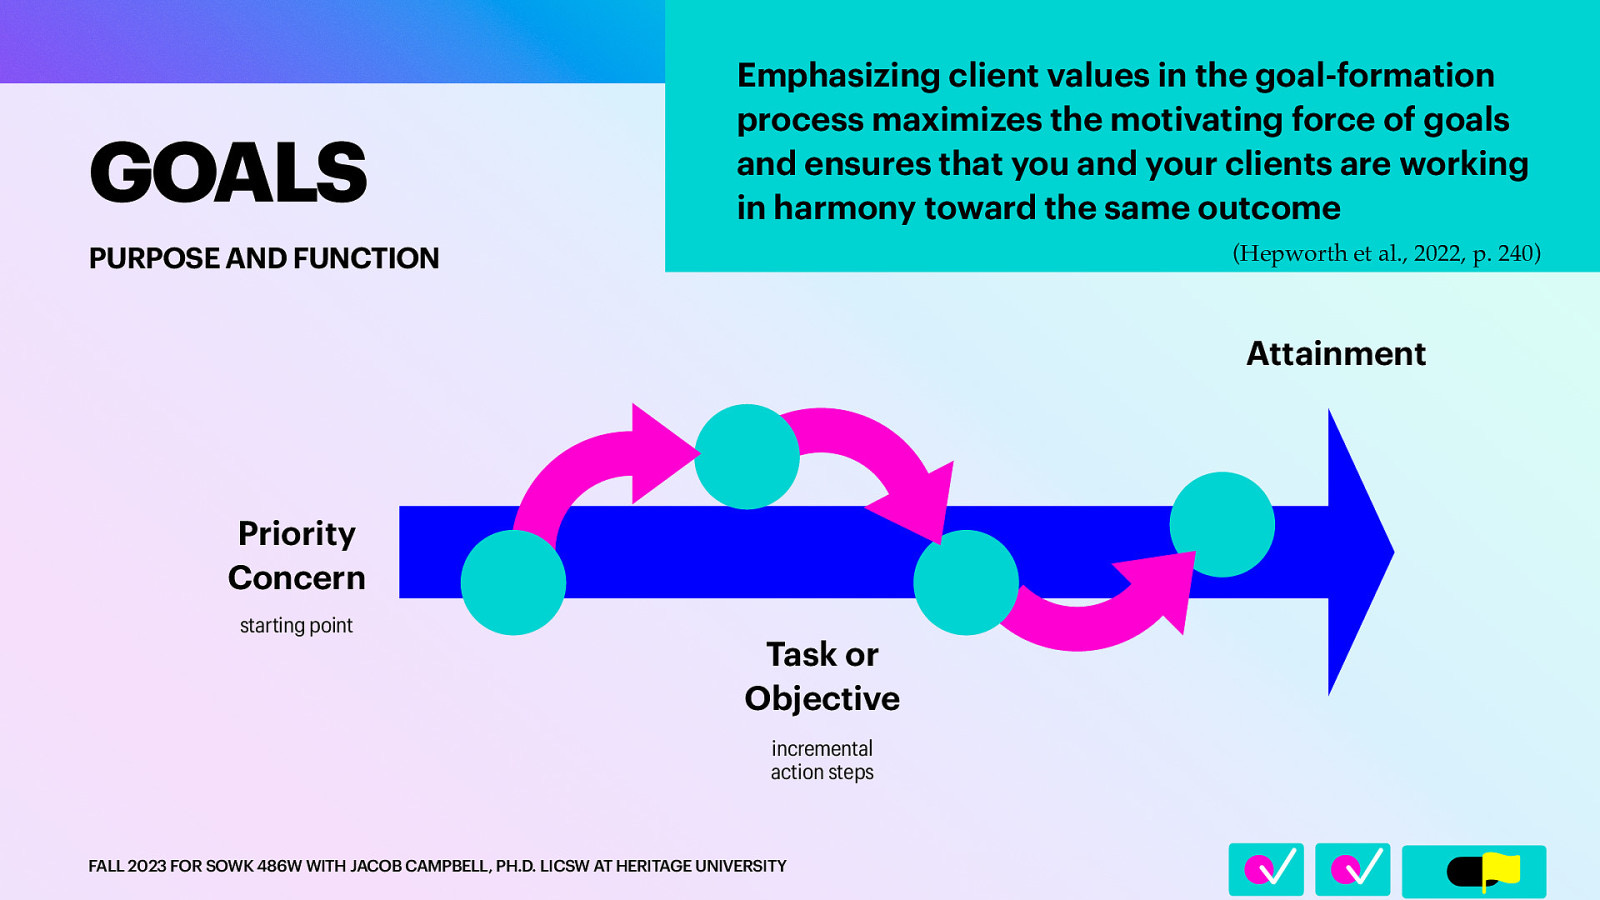 GOALS
PURPOSE AND FUNCTION
Emphasizing client values in the goal-formation
process maximizes the motivating force of goals
and ensures that you and your clients are working
in harmony toward the same outcome
(Hepworth et al., 2022, p. 240)
Attainment
Priority
Concern
starting point
Task or
Objective
incremental
action steps
FALL 2023 FOR SOWK 486W WITH JACOB CAMPBELL, PH.D. LICSW AT HERITAGE UNIVERSITY